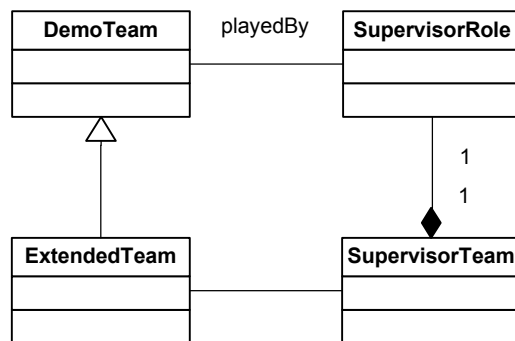 DemoTeam
playedBy
SupervisorRole
1
1
ExtendedTeam
SupervisorTeam